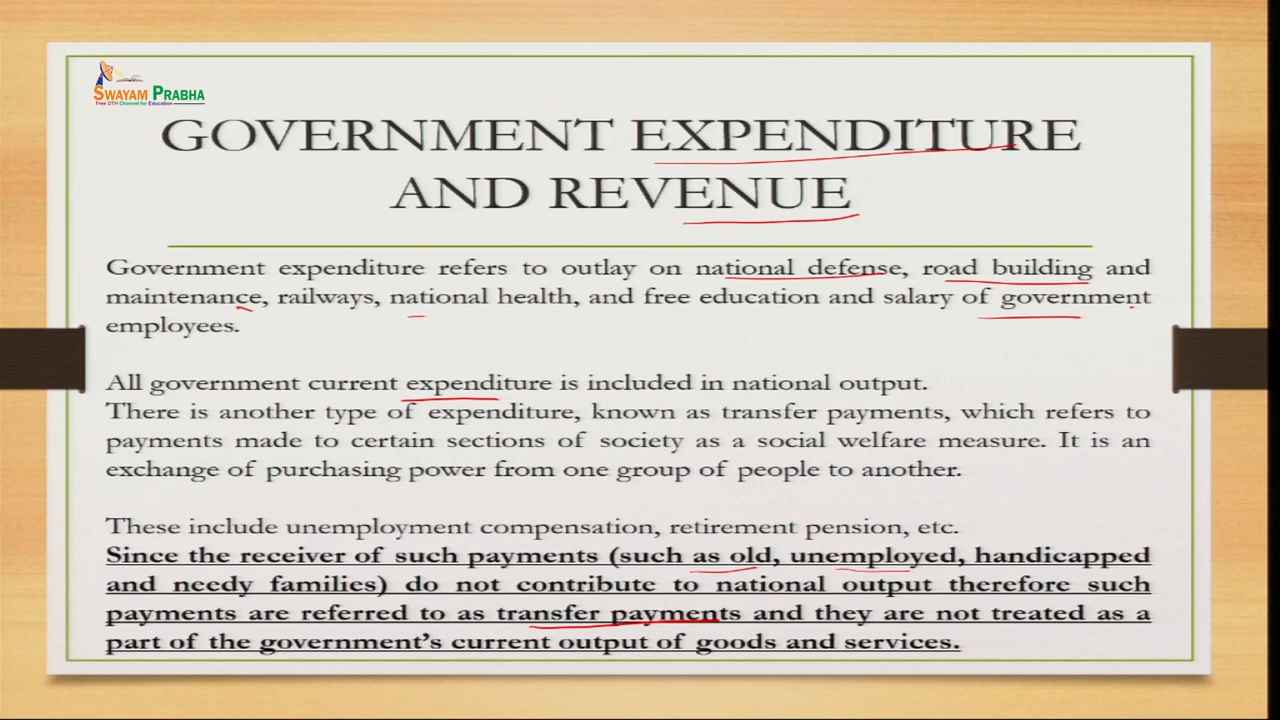 SWAYAM PRABHA
Free DTH Channel for Education
GOVERNMENT EXPENDITURE
AND REVENUE
Government expenditure refers to outlay on national defense, road building and
maintenance, railways, national health, and free education and salary of government
employees.
All government current expenditure is included in national output.
There is another type of expenditure, known as transfer payments, which refers to
payments made to certain sections of society as a social welfare measure. It is an
exchange of purchasing power from one group of people to another.
These include unemployment compensation, retirement pension, etc.
Since the receiver of such payments (such as old, unemployed, handicapped
and needy families) do not contribute to national output therefore such
payments are referred to as transfer payments and they are not treated as a
part of the government’s current output of goods and services.